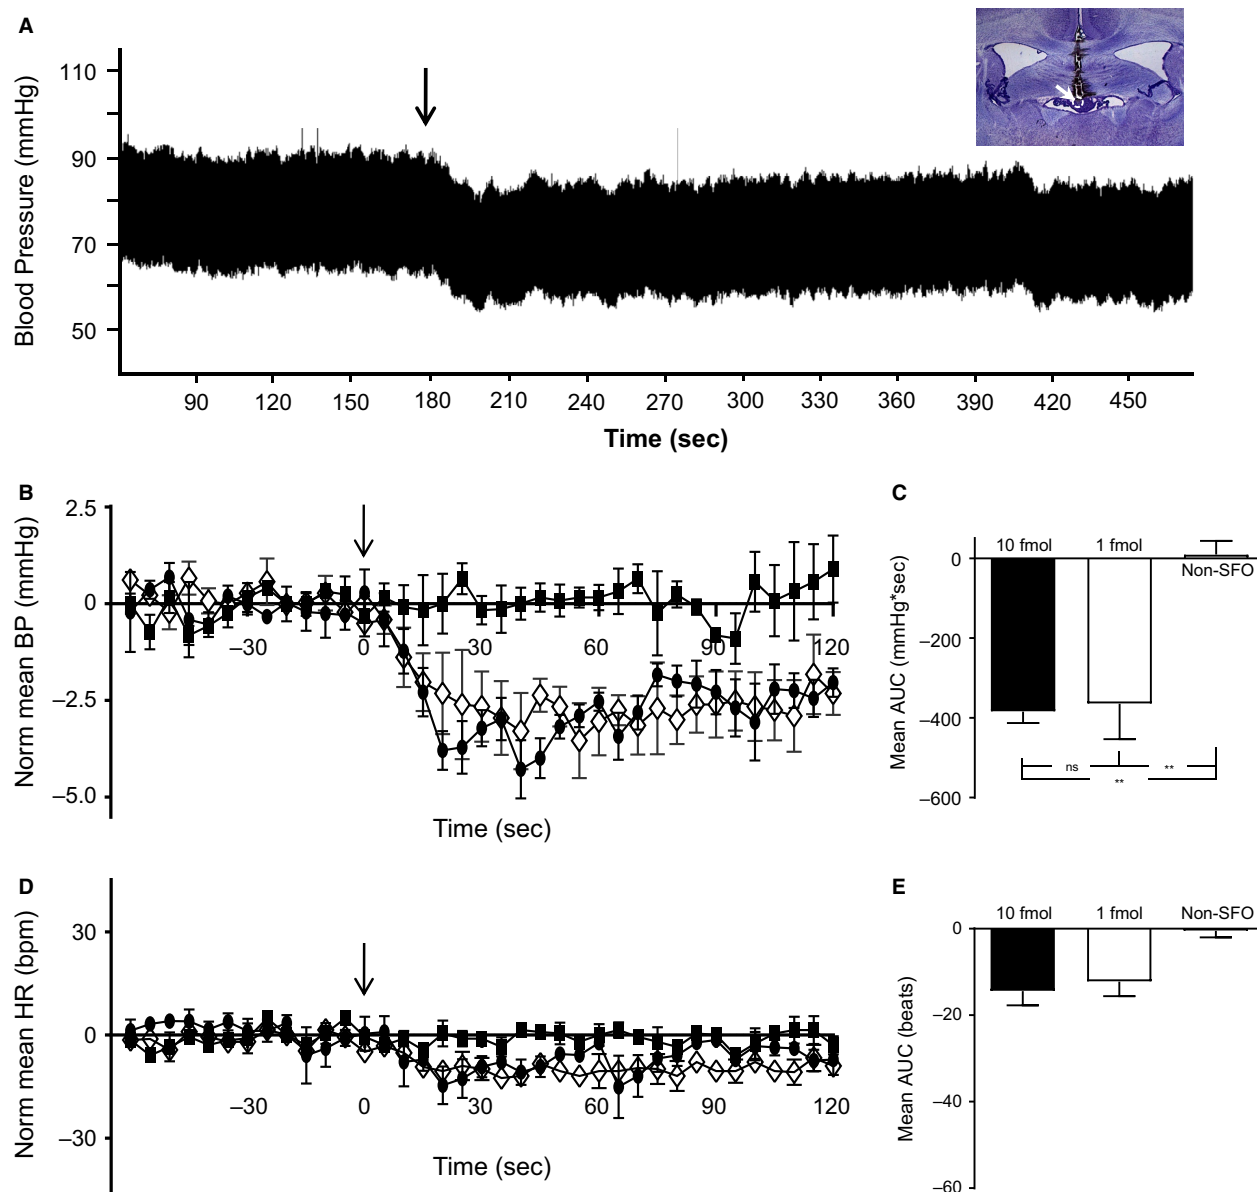 A
Blood Pressure (mmHg)
110
90
70
50
90 120 150 180 210 240 270 300 330 360 390 420 450
Time (sec)
B
Norm mean BP (mmHg)
2.5
0
–2.5
–5.0
–30 0 30 60 90 120
Time (sec)
C
Mean AUC (mmHg*sec)
10 fmol 1 fmol
Non-SFO
0
–200
–400
–600
ns **
**
D
Norm mean HR (bpm)
30
0
–30
–30 0 30 60 90 120
Time (sec)
E
Mean AUC (beats)
10 fmol 1 fmol Non-SFO
0
–20
–40
–60